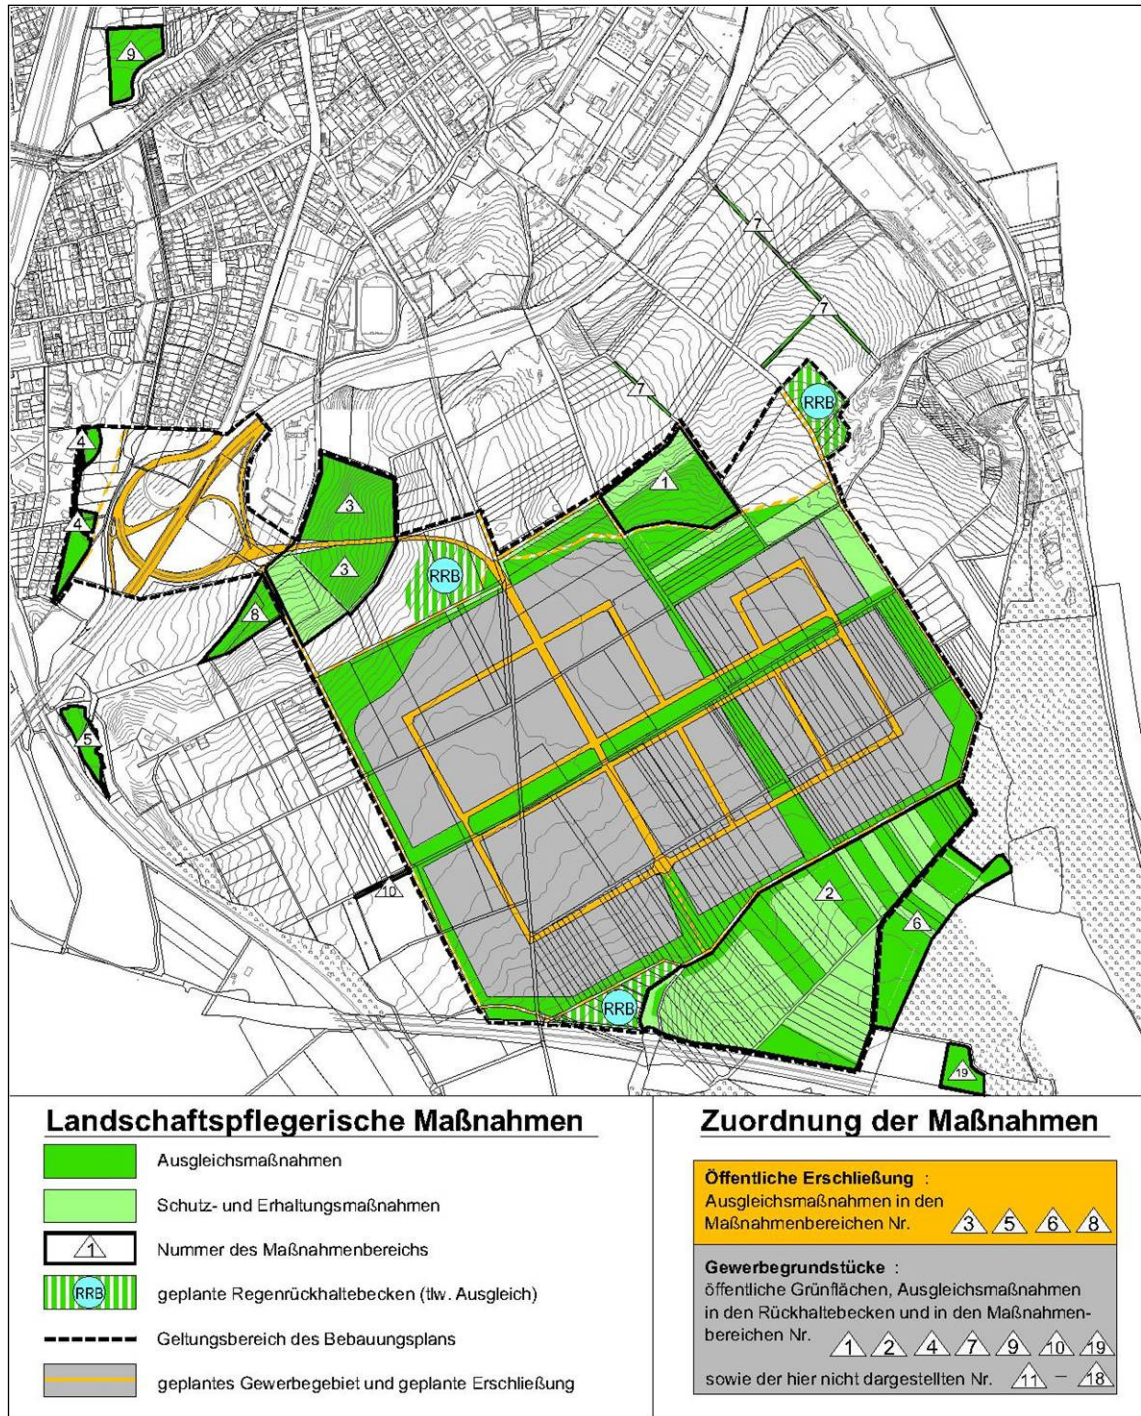 9
7
7
7
RRB
4
1
3
4
3
RRB
8
5
10
2
6
RRB
19
Landschaftspflegerische Maßnahmen
Ausgleichsmaßnahmen
Schutz- und Erhaltungsmaßnahmen
1 Nummer des Maßnahmenbereichs
RRB geplante Regenrückhaltebecken (tlw. Ausgleich)
Geltungsbereich des Bebauungsplans
geplantes Gewerbegebiet und geplante Erschließung
Zuordnung der Maßnahmen
Öffentliche Erschließung :
Ausgleichsmaßnahmen in den
Maßnahmenbereichen Nr. 3 5 6 8
Gewerbegrundstücke :
öffentliche Grünflächen, Ausgleichsmaßnahmen
in den Rückhaltebecken und in den Maßnahmen-
bereichen Nr. 1 2 4 7 9 10 19
sowie der hier nicht dargestellten Nr. 11 – 18